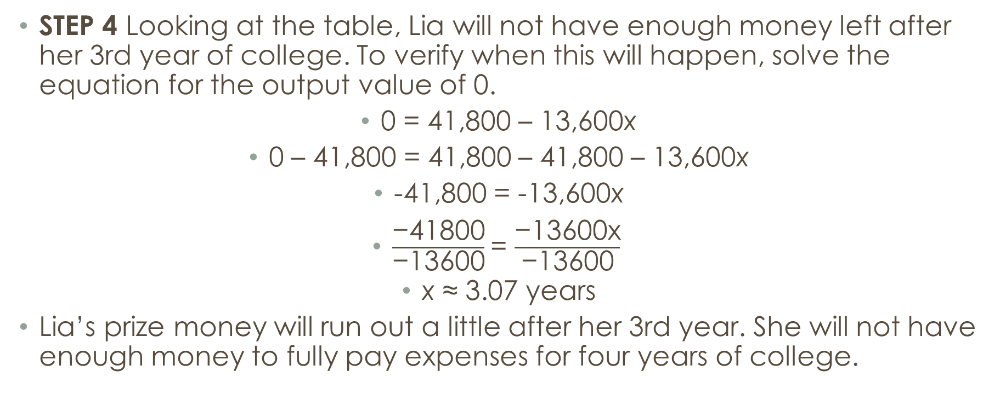 • STEP 4 Looking at the table, Lia will not have enough money left after
her 3rd year of college. To verify when this will happen, solve the
equation for the output value of 0.
• 0 = 41,800 – 13,600x
• 0 – 41,800 = 41,800 – 41,800 – 13,600x
• -41,800 = -13,600x
• −41800/−13600 = −13600x/−13600
• x ≈ 3.07 years
• Lia’s prize money will run out a little after her 3rd year. She will not have
enough money to fully pay expenses for four years of college.